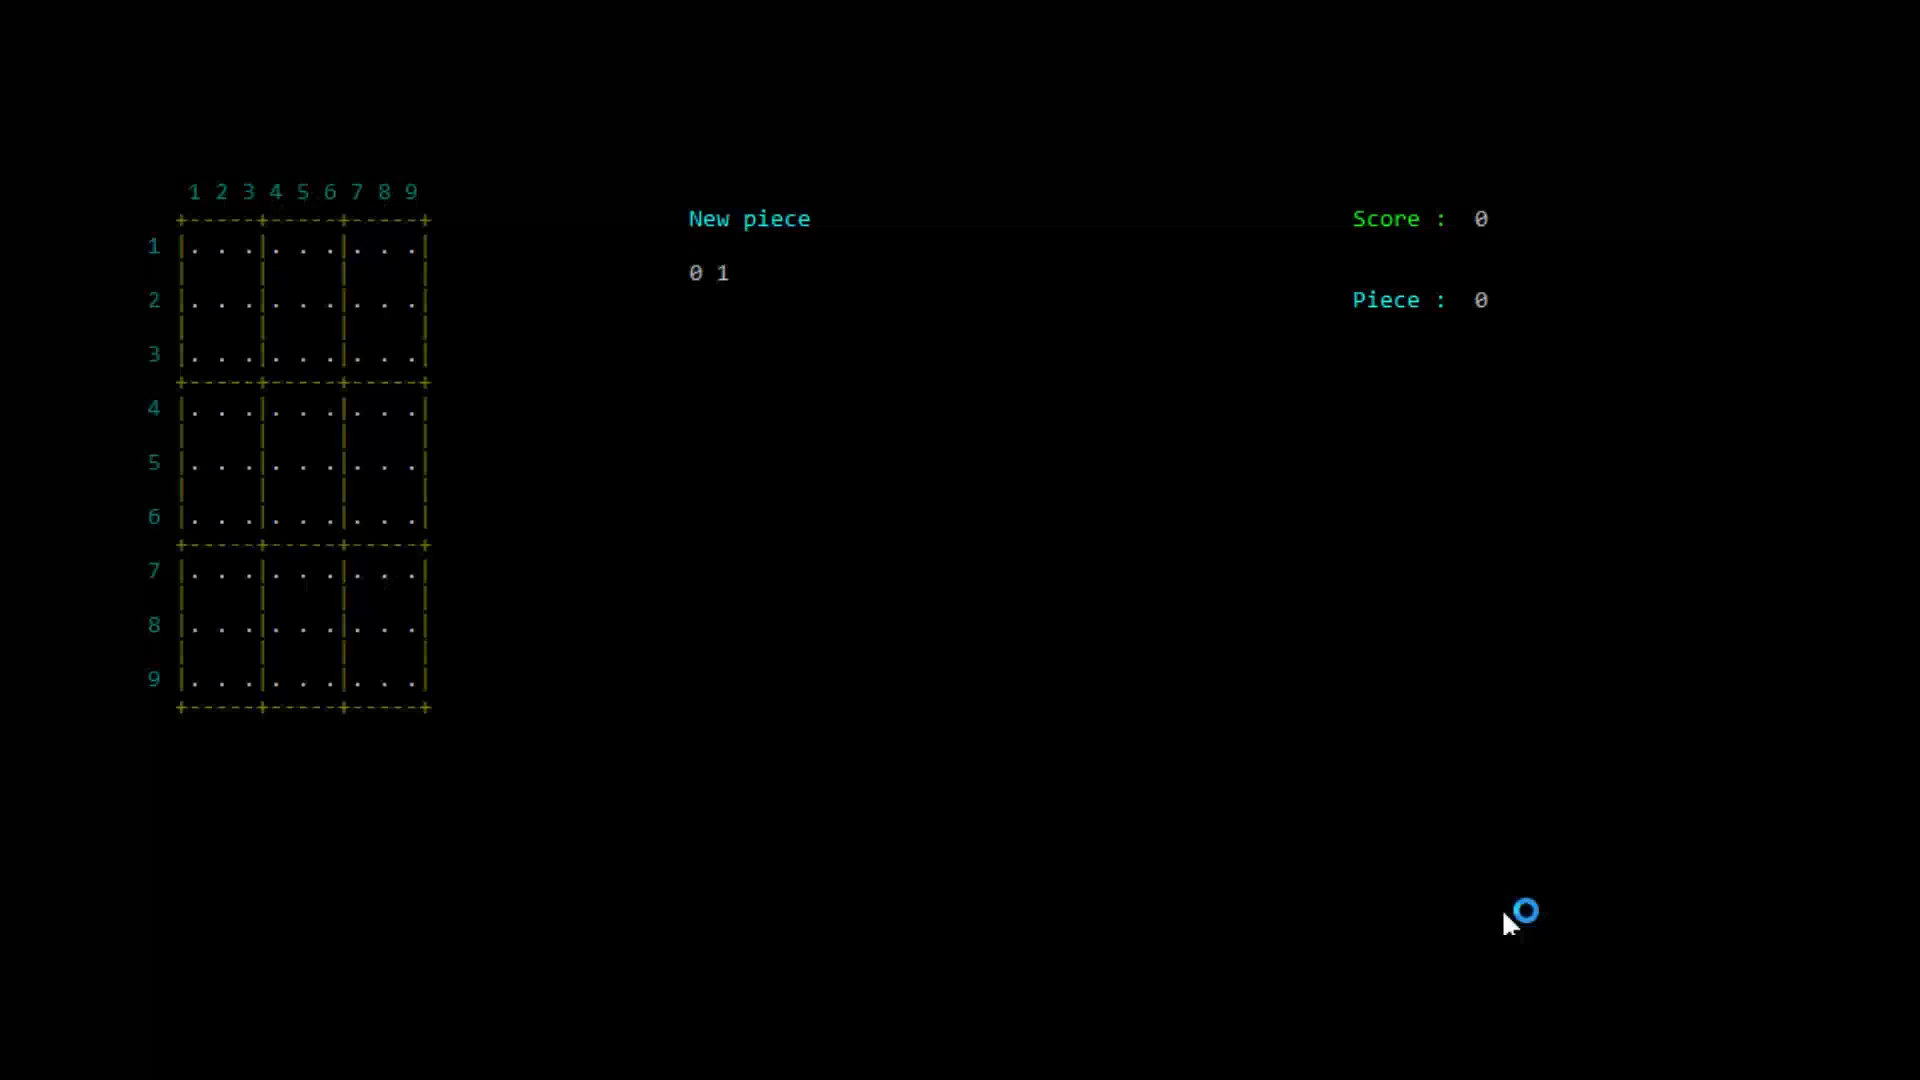 1 2 3 4 5 6 7 8 9
+-----+-----+-----+
New piece
Score : 0
1 |. . .|. . .|. . .|
0 1
2 |. . .|. . .|. . .|
Piece : 0
3 |. . .|. . .|. . .|
+-----+-----+-----+
4 |. . .|. . .|. . .|
5 |. . .|. . .|. . .|
6 |. . .|. . .|. . .|
+-----+-----+-----+
7 |. . .|. . .|. . .|
8 |. . .|. . .|. . .|
9 |. . .|. . .|. . .|
+-----+-----+-----+